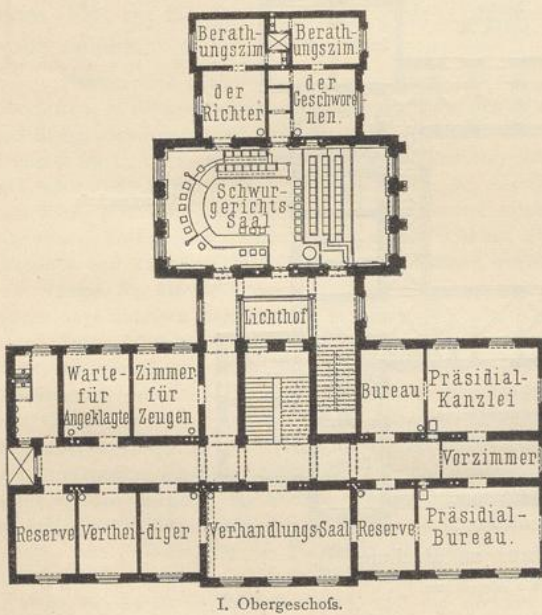 Berath-
ungszim
Berath-
ungszim.
der
Richter
der
Geschwore-
nen.
Schwur-
gerichts-
Saal
Lichthof
Warte-
für
Angeklagte
Zimmer
für
Zeugen
Bureau
Präsidial-
Kanzlei
Vorzimmer
Reserve
Verthei-
diger
Verhandlungs-Saal
Reserve
Präsidial-
Bureau.
I. Obergeschoſs.